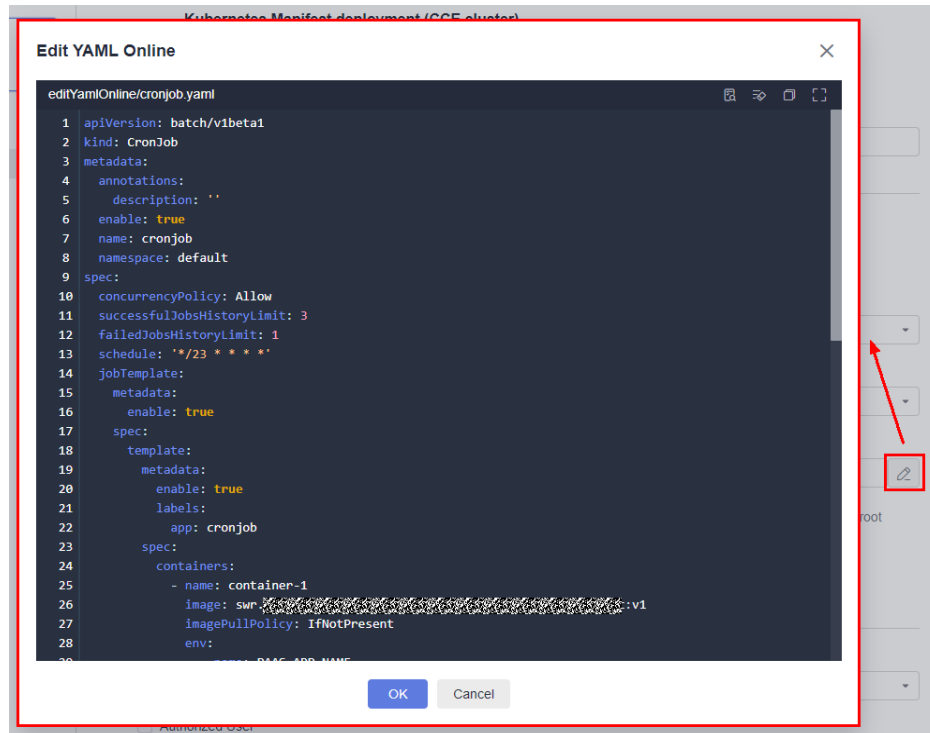 Kubernetes Manifest deployment (CCE cluster)
Edit YAML Online
editYamlOnline/cronjob.yaml
1 apiVersion: batch/v1beta1
2 kind: CronJob
3 metadata:
4 annotations:
5 description: ''
6 enable: true
7 name: cronjob
8 namespace: default
9 spec:
10 concurrencyPolicy: Allow
11 successfulJobsHistoryLimit: 3
12 failedJobsHistoryLimit: 1
13 schedule: '*/23 * * * *'
14 jobTemplate:
15 metadata:
16 enable: true
17 spec:
18 template:
19 metadata:
20 enable: true
21 labels:
22 app: cronjob
23 spec:
24 containers:
25 - name: container-1
26 image: swr. :v1
27 imagePullPolicy: IfNotPresent
28 env:
29 - name: PAAS_APP_NAME
root
OK
Cancel
Authorized User